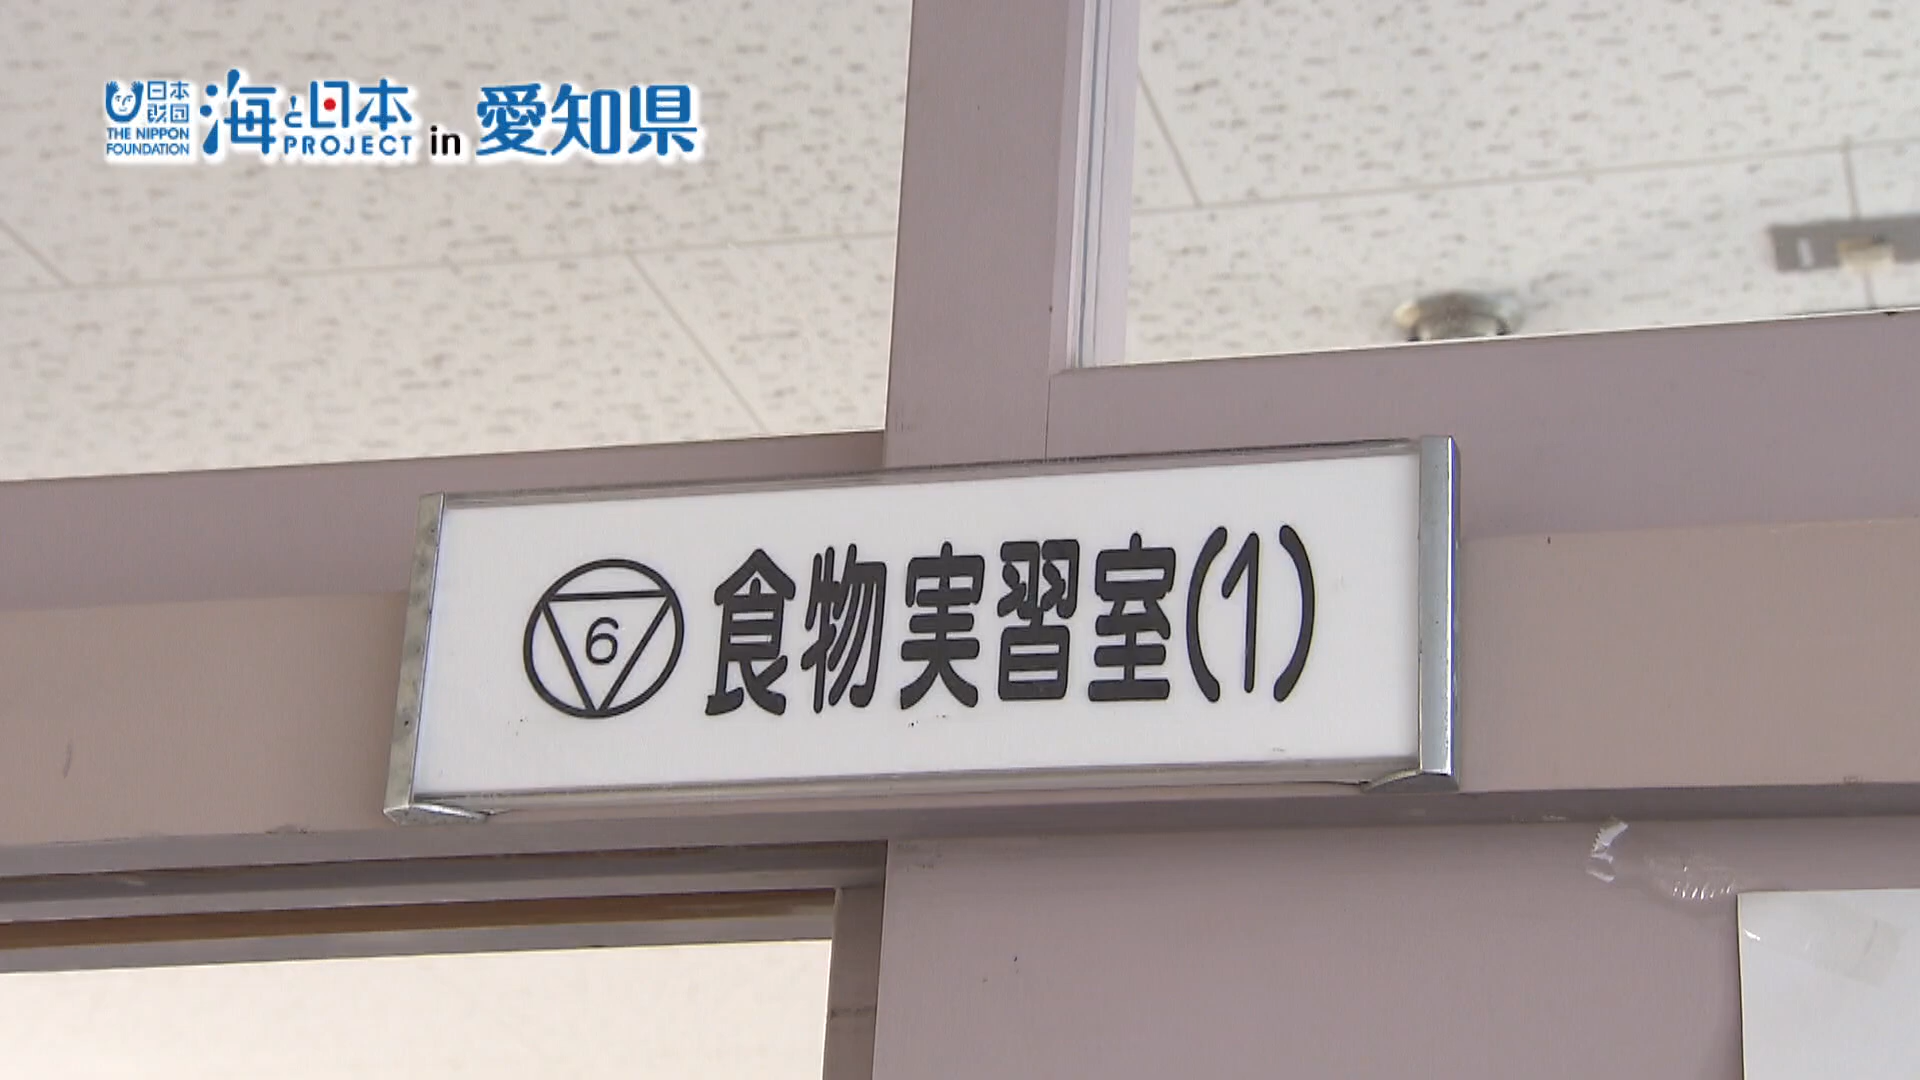 日本
財団
THE NIPPON
FOUNDATION
海と日本
PROJECT
in 愛知県
6 食物実習室(1)